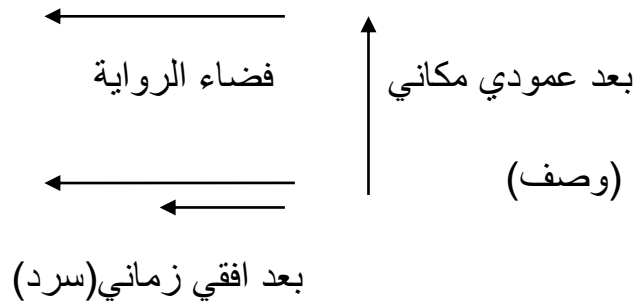 بعد عمودي مكاني
(وصف)
فضاء الرواية
بعد افقي زماني(سرد)